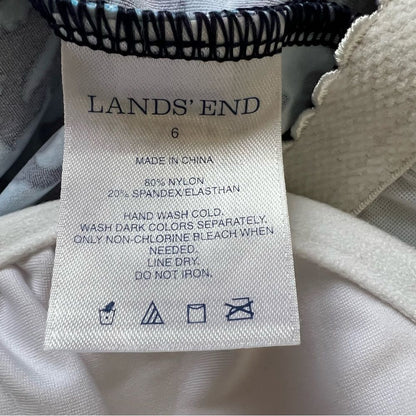 LANDS' END
6
MADE IN CHINA
80% NYLON
20% SPANDEX/ELASTHAN
HAND WASH COLD.
WASH DARK COLORS SEPARATELY.
ONLY NON-CHLORINE BLEACH WHEN
NEEDED.
LINE DRY.
DO NOT IRON.